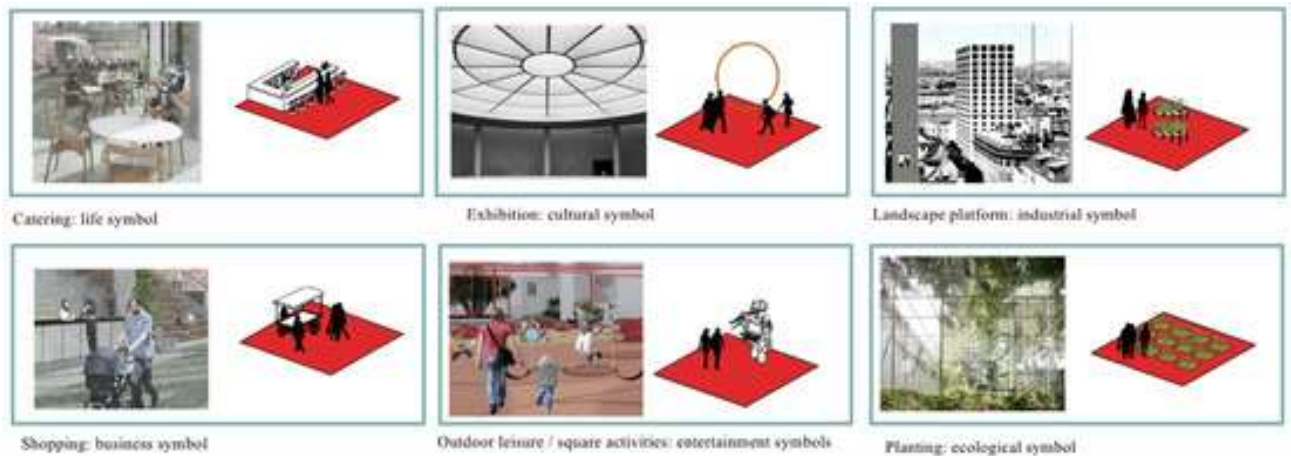 Catering: life symbol
Exhibition: cultural symbol
Landscape platform: industrial symbol
Shopping: business symbol
Outdoor leisure / square activities: entertainment symbols
Planting: ecological symbol